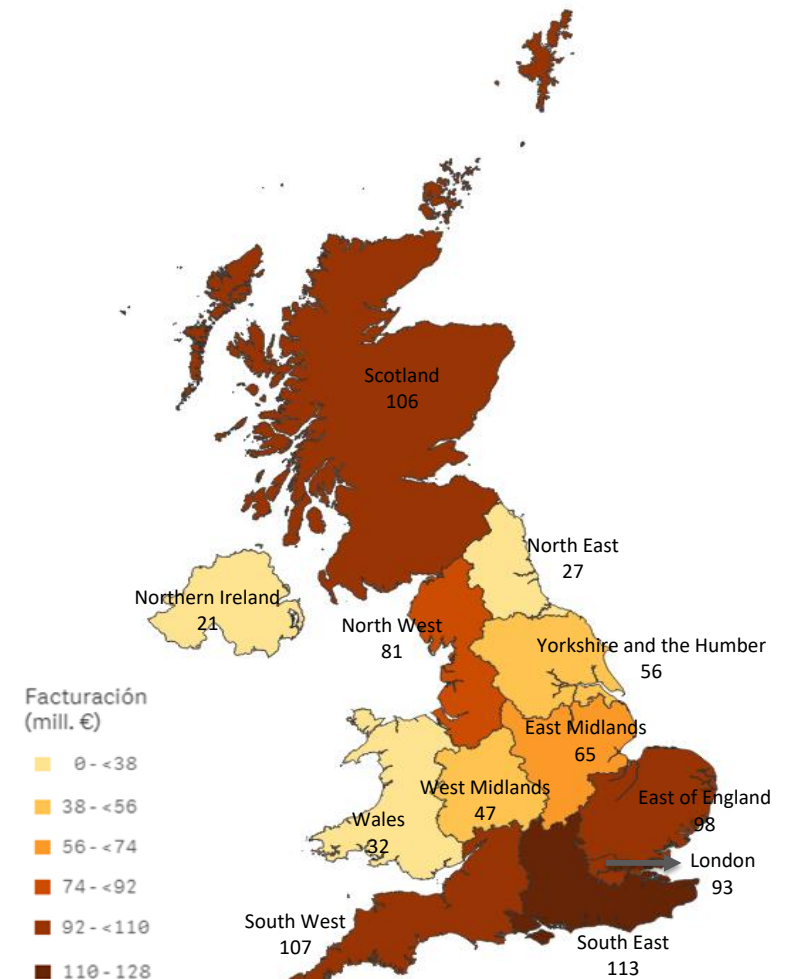 Scotland
106
North East
27
Northern Ireland
21
North West
81
Yorkshire and the Humber
56
Facturación
(mill. €)
0 - <38
38 - <56
56 - <74
74 - <92
92 - <110
110 - 128
East Midlands
65
West Midlands
47
Wales
32
East of England
98
London
93
South West
107
South East
113